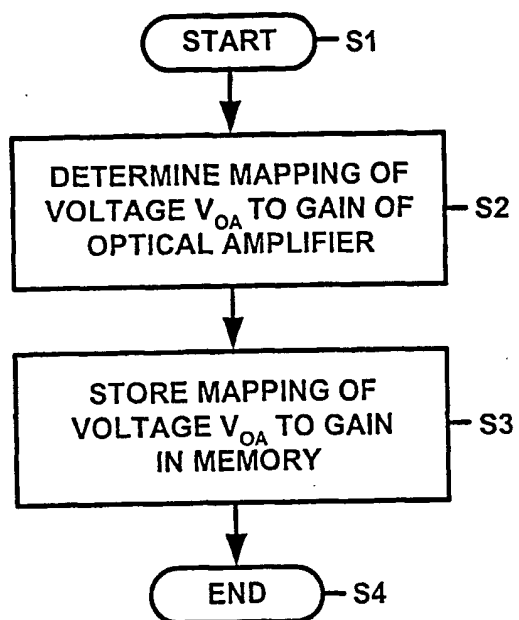 START S1
DETERMINE MAPPING OF
VOLTAGE V_OA TO GAIN OF
OPTICAL AMPLIFIER
S2
STORE MAPPING OF
VOLTAGE V_OA TO GAIN
IN MEMORY
S3
END S4